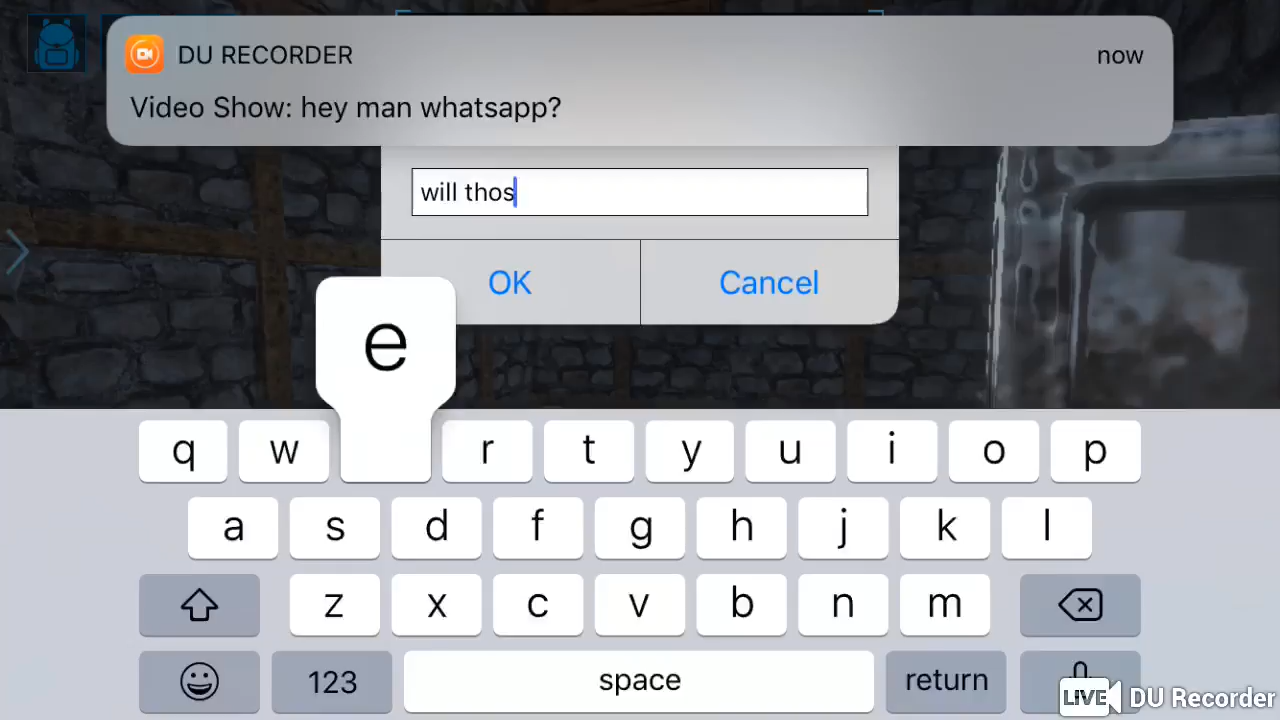 DU RECORDER
now
Video Show: hey man whatsapp?
will thos
OK
Cancel
e
q w r t y u i o p
a s d f g h j k l
z x c v b n m
123
space
return
LIVE DU Recorder